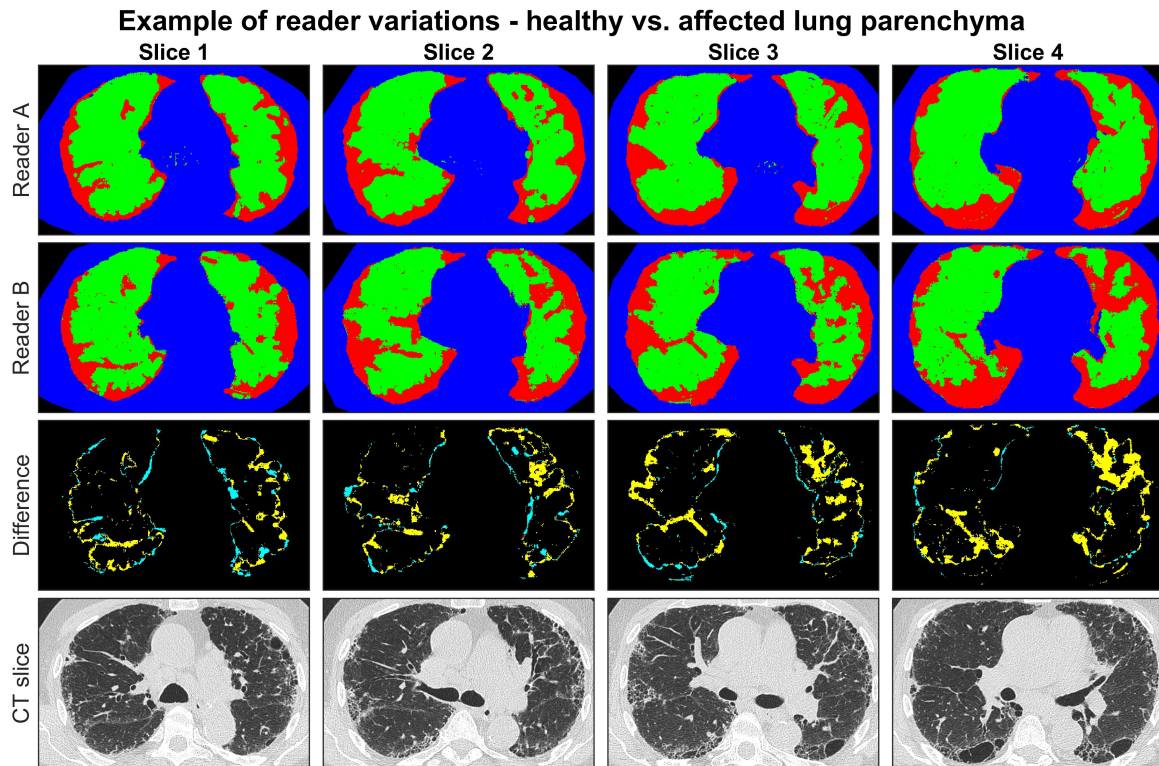 Example of reader variations - healthy vs. affected lung parenchyma
Slice 1 Slice 2 Slice 3 Slice 4
Reader A
Reader B
Difference
CT slice